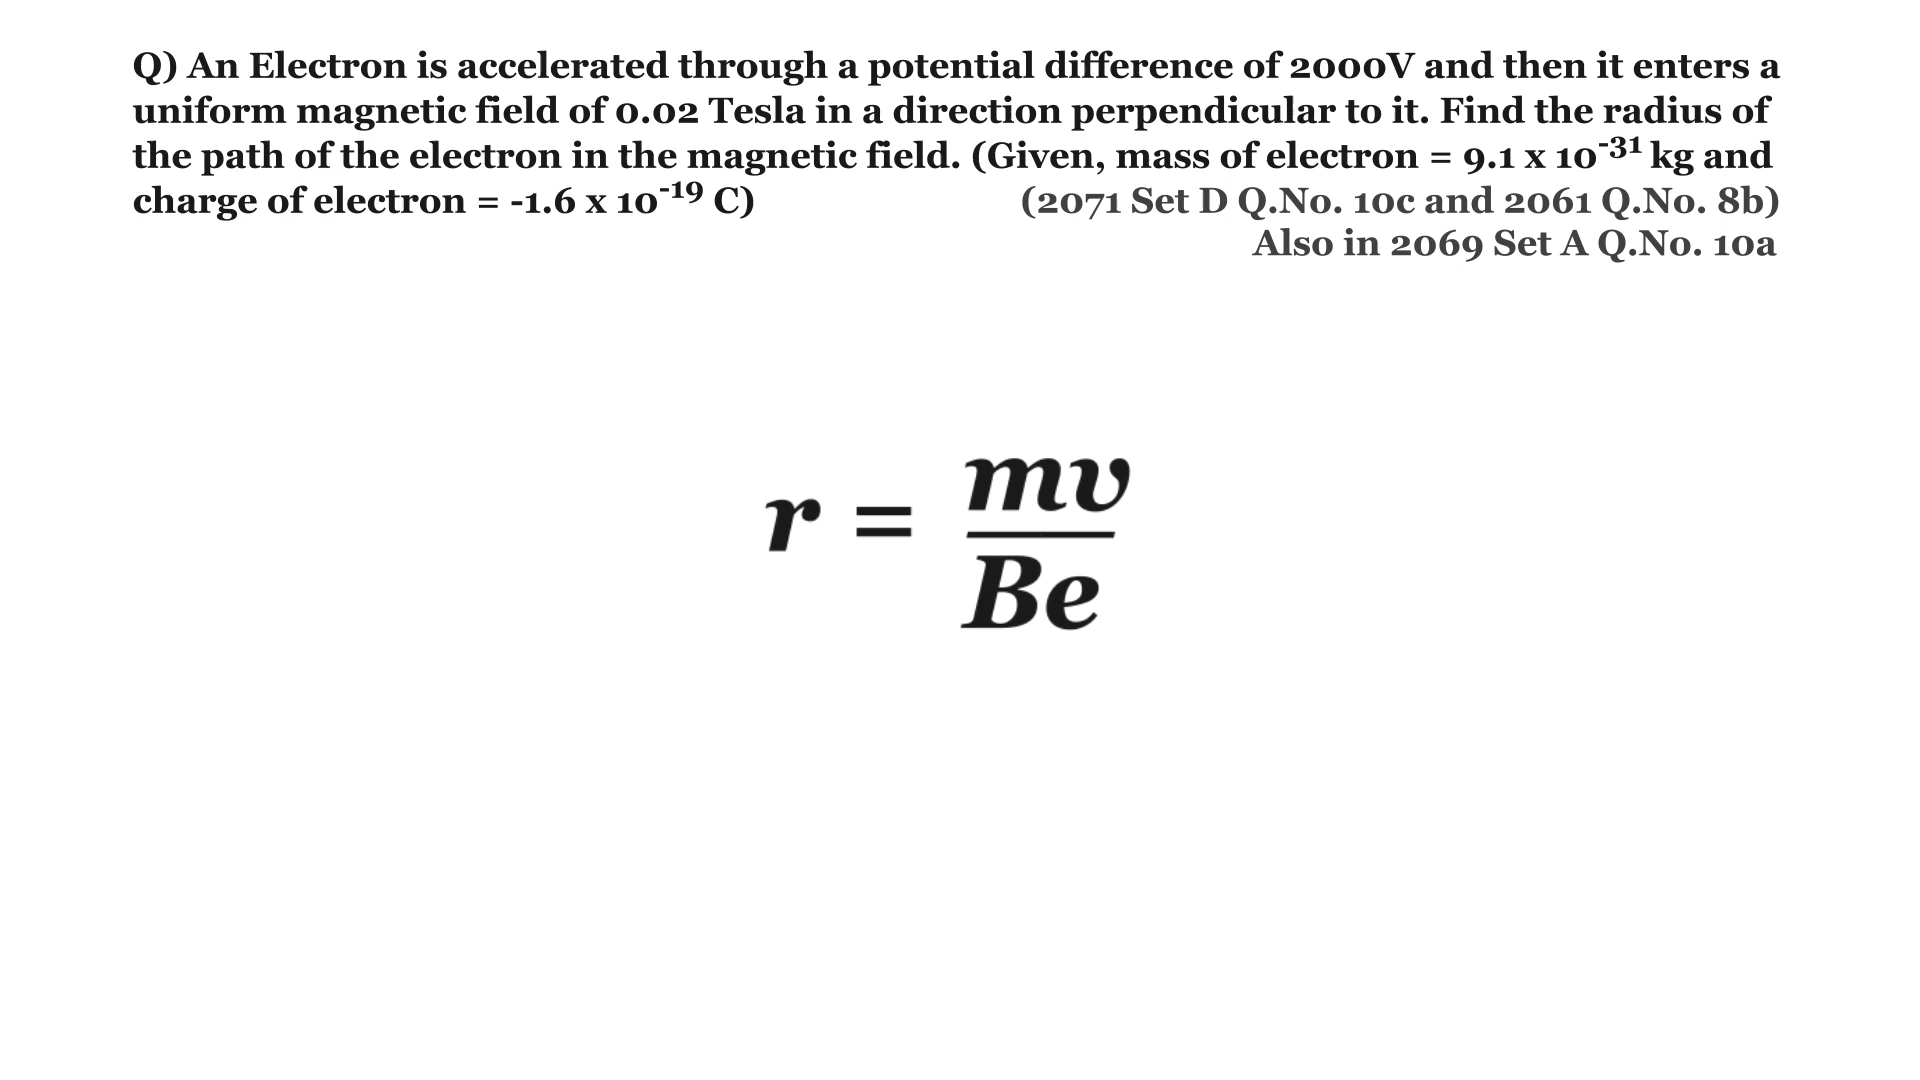 Q) An Electron is accelerated through a potential difference of 2000V and then it enters a
uniform magnetic field of 0.02 Tesla in a direction perpendicular to it. Find the radius of
the path of the electron in the magnetic field. (Given, mass of electron = 9.1 x 10⁻³¹ kg and
charge of electron = -1.6 x 10⁻¹⁹ C) (2071 Set D Q.No. 10c and 2061 Q.No. 8b)
Also in 2069 Set A Q.No. 10a
r = mv
Be